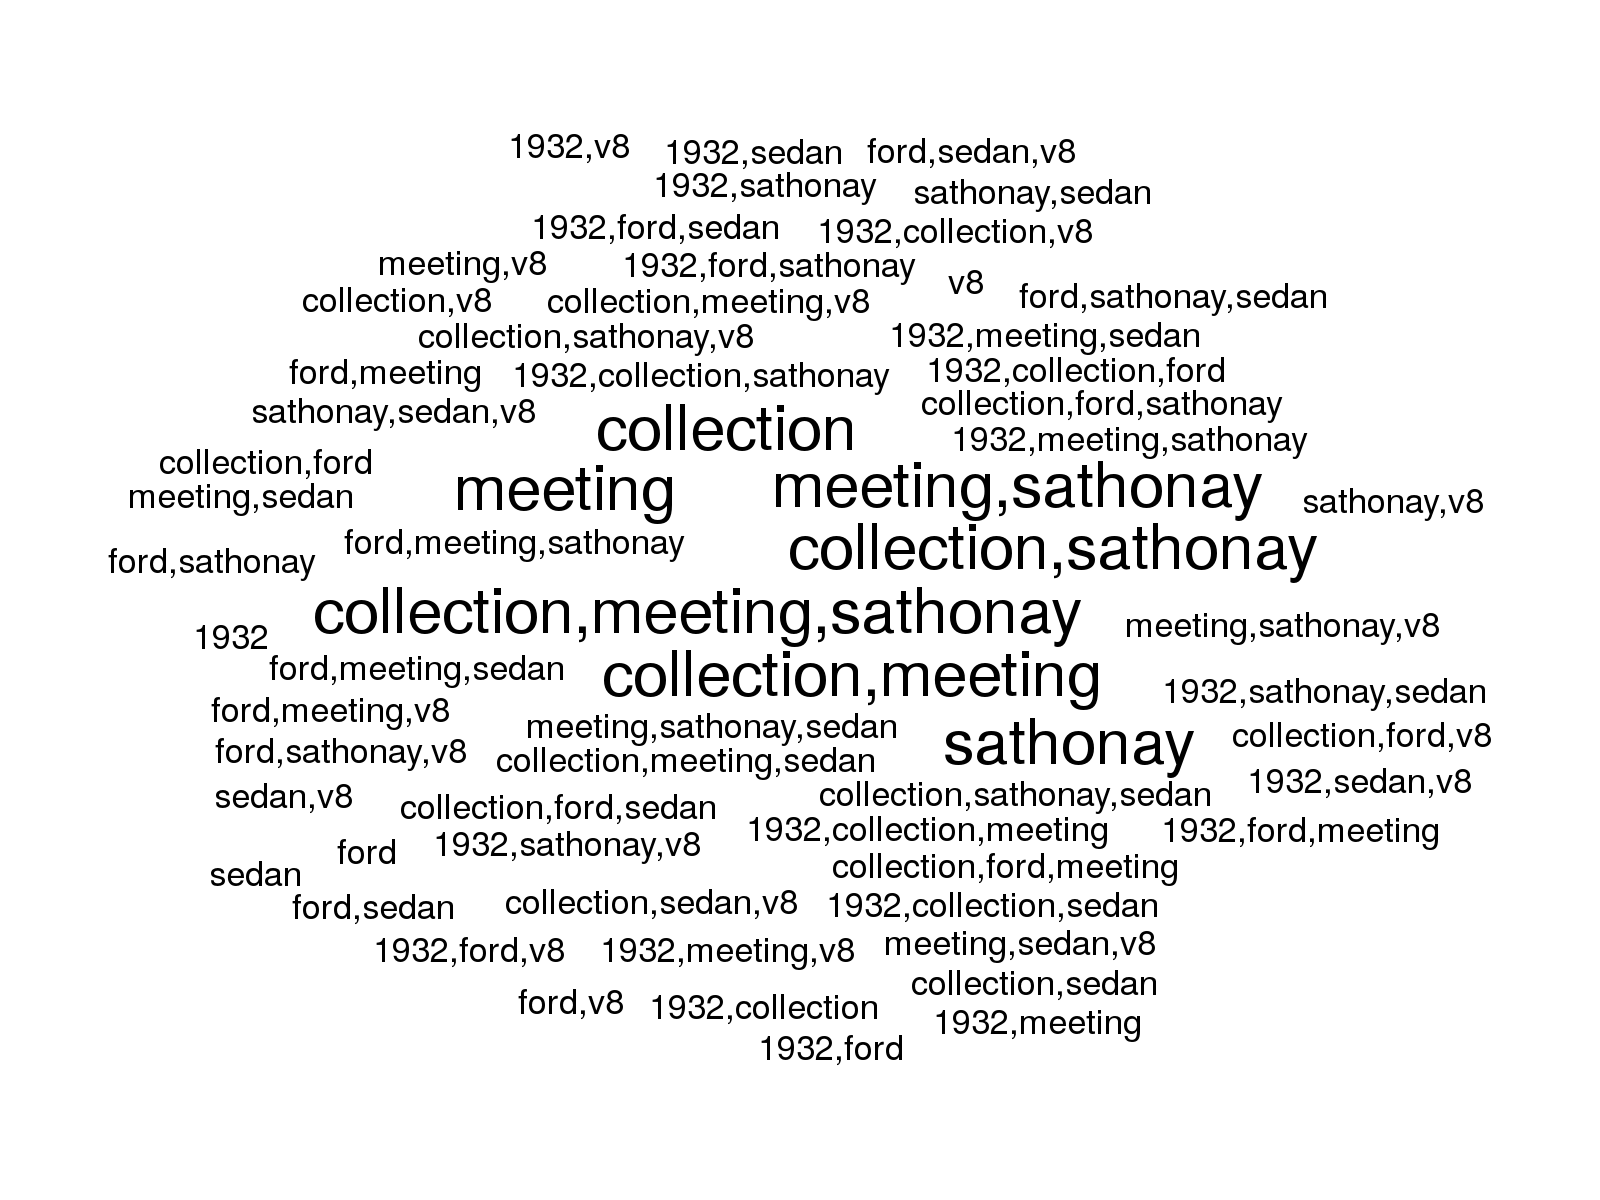 1932,v8 1932,sedan ford,sedan,v8
1932,sathonay sathonay,sedan
1932,ford,sedan 1932,collection,v8
meeting,v8 1932,ford,sathonay v8
collection,v8 collection,meeting,v8 ford,sathonay,sedan
collection,sathonay,v8 1932,meeting,sedan
ford,meeting 1932,collection,sathonay 1932,collection,ford
sathonay,sedan,v8 collection collection,ford,sathonay
1932,meeting,sathonay
collection,ford
meeting,sedan meeting meeting,sathonay sathonay,v8
ford,sathonay ford,meeting,sathonay collection,sathonay
1932 collection,meeting,sathonay meeting,sathonay,v8
ford,meeting,sedan collection,meeting 1932,sathonay,sedan
ford,meeting,v8 meeting,sathonay,sedan
ford,sathonay,v8 collection,meeting,sedan sathonay collection,ford,v8
sedan,v8 collection,ford,sedan collection,sathonay,sedan 1932,sedan,v8
ford 1932,sathonay,v8 1932,collection,meeting 1932,ford,meeting
sedan collection,ford,meeting
ford,sedan collection,sedan,v8 1932,collection,sedan
1932,ford,v8 1932,meeting,v8 meeting,sedan,v8
collection,sedan
ford,v8 1932,collection 1932,meeting
1932,ford